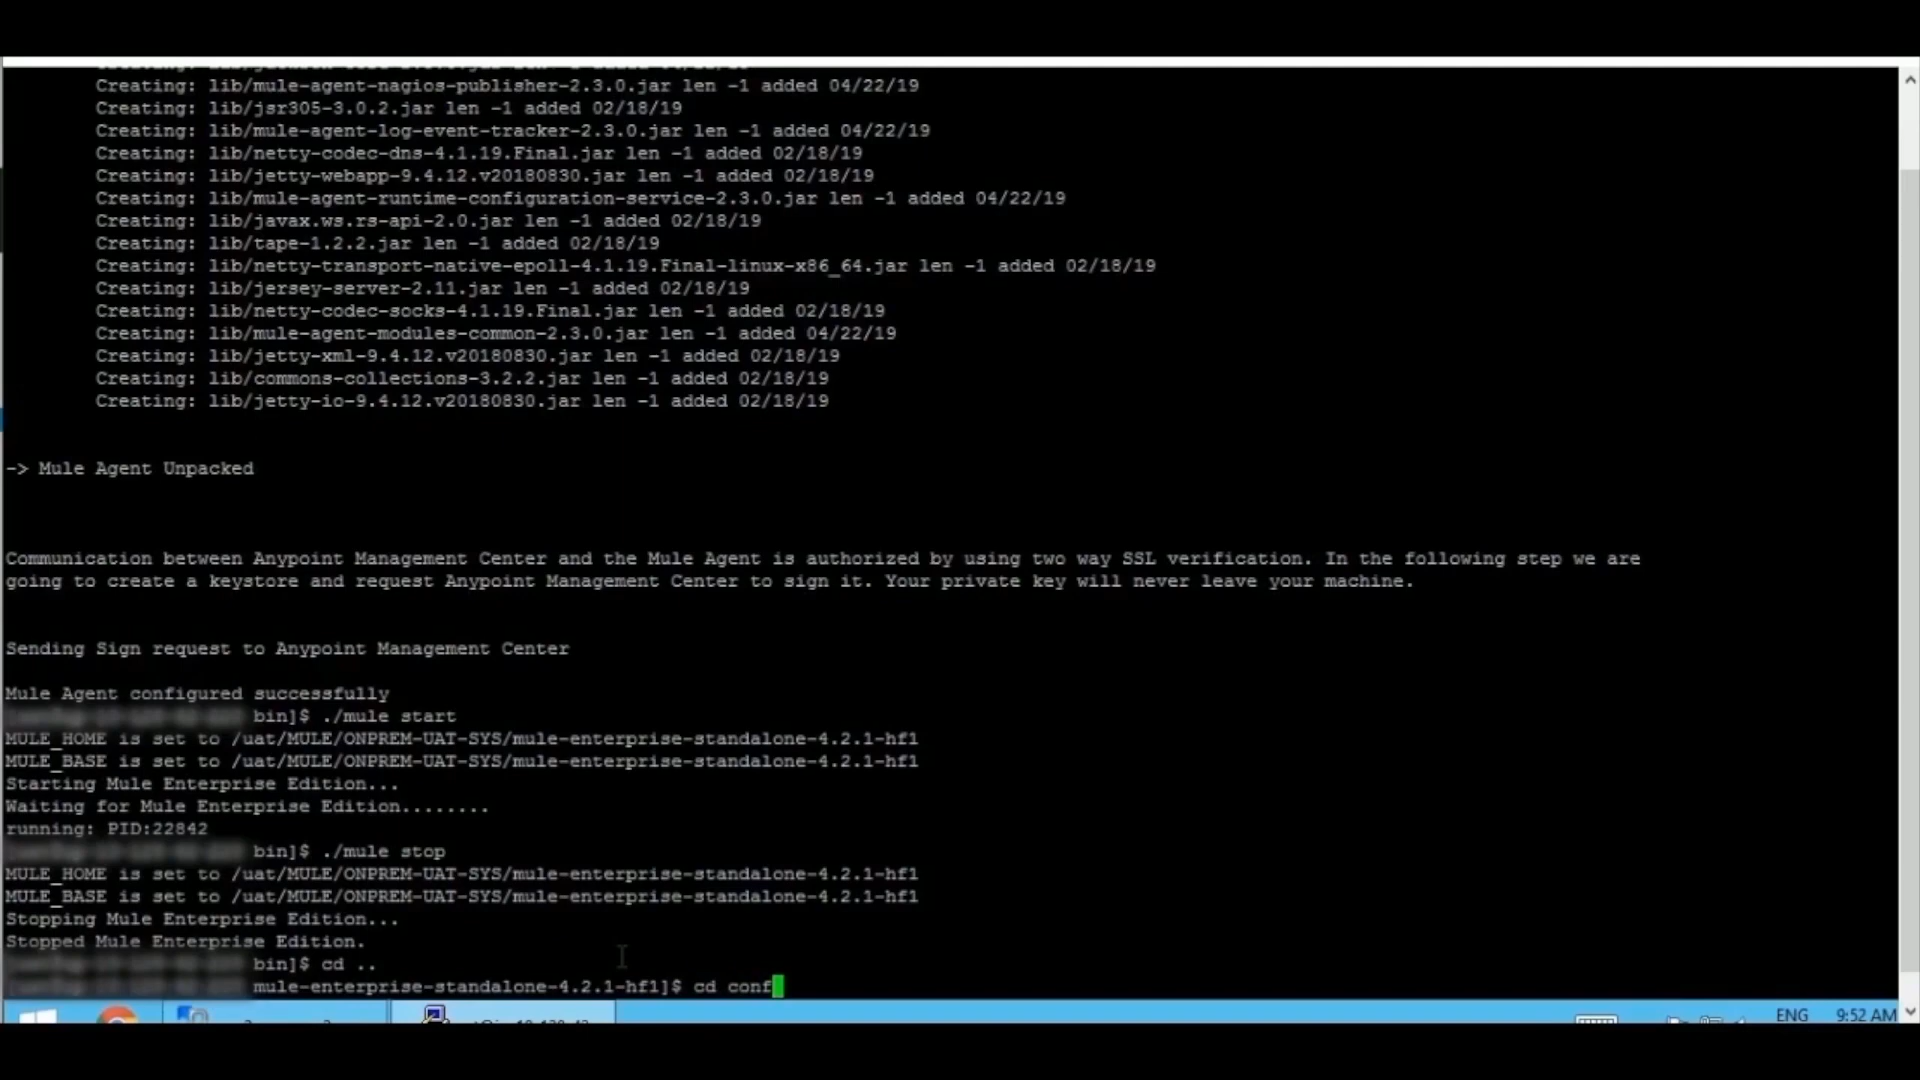 Creating: lib/mule-agent-nagios-publisher-2.3.0.jar len -1 added 04/22/19
Creating: lib/jsr305-3.0.2.jar len -1 added 02/18/19
Creating: lib/mule-agent-log-event-tracker-2.3.0.jar len -1 added 04/22/19
Creating: lib/netty-codec-dns-4.1.19.Final.jar len -1 added 02/18/19
Creating: lib/jetty-webapp-9.4.12.v20180830.jar len -1 added 02/18/19
Creating: lib/mule-agent-runtime-configuration-service-2.3.0.jar len -1 added 04/22/19
Creating: lib/javax.ws.rs-api-2.0.jar len -1 added 02/18/19
Creating: lib/tape-1.2.2.jar len -1 added 02/18/19
Creating: lib/netty-transport-native-epoll-4.1.19.Final-linux-x86_64.jar len -1 added 02/18/19
Creating: lib/jersey-server-2.11.jar len -1 added 02/18/19
Creating: lib/netty-codec-socks-4.1.19.Final.jar len -1 added 02/18/19
Creating: lib/mule-agent-modules-common-2.3.0.jar len -1 added 04/22/19
Creating: lib/jetty-xml-9.4.12.v20180830.jar len -1 added 02/18/19
Creating: lib/commons-collections-3.2.2.jar len -1 added 02/18/19
Creating: lib/jetty-io-9.4.12.v20180830.jar len -1 added 02/18/19
-> Mule Agent Unpacked
Communication between Anypoint Management Center and the Mule Agent is authorized by using two way SSL verification. In the following step we are
going to create a keystore and request Anypoint Management Center to sign it. Your private key will never leave your machine.
Sending Sign request to Anypoint Management Center
Mule Agent configured successfully
bin]$ ./mule start
MULE_HOME is set to /uat/MULE/ONPREM-UAT-SYS/mule-enterprise-standalone-4.2.1-hf1
MULE_BASE is set to /uat/MULE/ONPREM-UAT-SYS/mule-enterprise-standalone-4.2.1-hf1
Starting Mule Enterprise Edition...
Waiting for Mule Enterprise Edition........
running: PID:22842
bin]$ ./mule stop
MULE_HOME is set to /uat/MULE/ONPREM-UAT-SYS/mule-enterprise-standalone-4.2.1-hf1
MULE_BASE is set to /uat/MULE/ONPREM-UAT-SYS/mule-enterprise-standalone-4.2.1-hf1
Stopping Mule Enterprise Edition...
Stopped Mule Enterprise Edition.
bin]$ cd ..
mule-enterprise-standalone-4.2.1-hf1]$ cd conf
ENG 9:52 AM